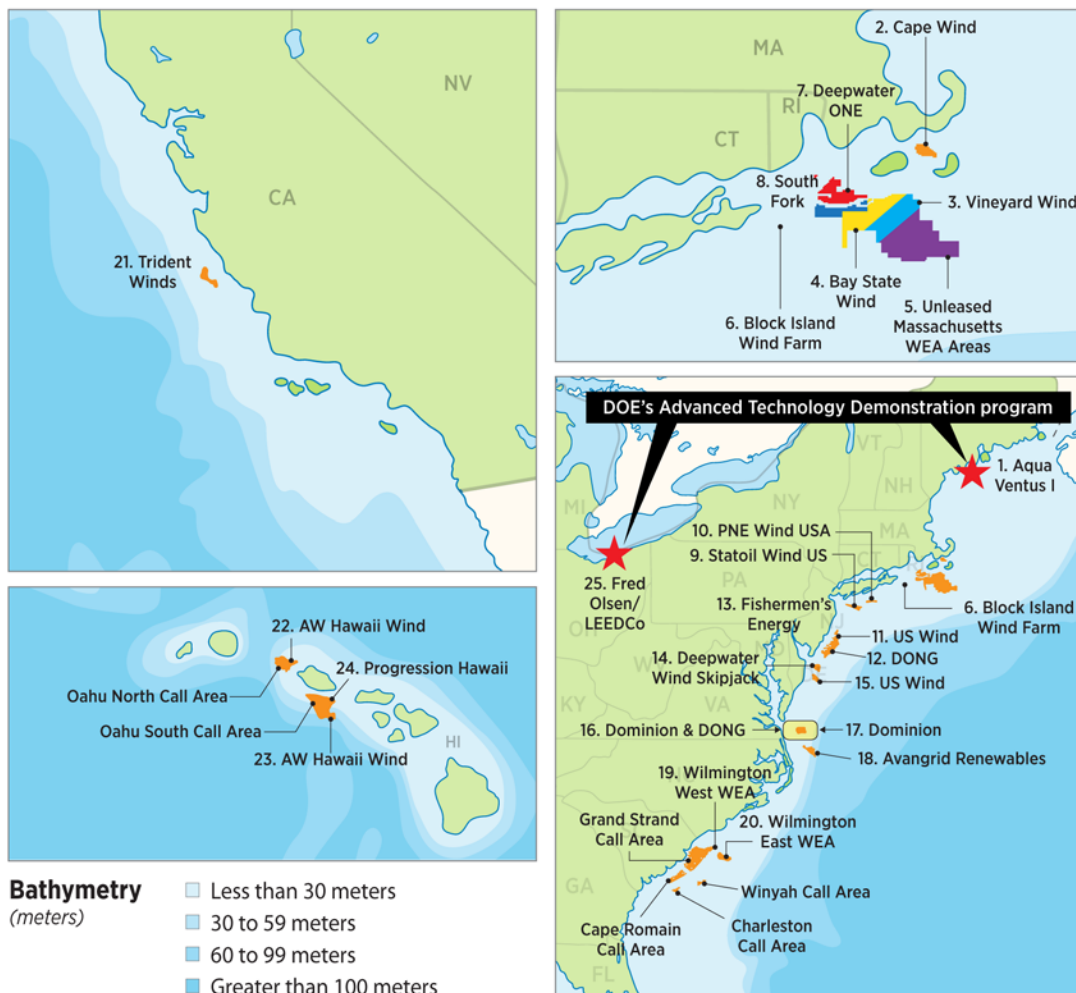 NV
CA
21. Trident
Winds
2. Cape Wind
MA
7. Deepwater
ONE
RI
CT
8. South
Fork
3. Vineyard Wind
4. Bay State
Wind
5. Unleased
Massachusetts
WEA Areas
6. Block Island
Wind Farm
22. AW Hawaii Wind
24. Progression Hawaii
Oahu North Call Area
Oahu South Call Area
HI
23. AW Hawaii Wind
DOE's Advanced Technology Demonstration program
VT
1. Aqua
Ventus I
MI
NY
NH
10. PNE Wind USA
MA
9. Statoil Wind US
CT
RI
25. Fred
Olsen/
LEEDCo
PA
13. Fishermen's
Energy
NJ
6. Block Island
Wind Farm
OH
11. US Wind
MD
12. DONG
14. Deepwater
Wind Skipjack
15. US Wind
KY
VA
16. Dominion & DONG
17. Dominion
18. Avangrid Renewables
19. Wilmington
West WEA
Grand Strand
Call Area
20. Wilmington
East WEA
GA
Winyah Call Area
Cape Romain
Call Area
Charleston
Call Area
FL
Bathymetry
(meters)
Less than 30 meters
30 to 59 meters
60 to 99 meters
Greater than 100 meters